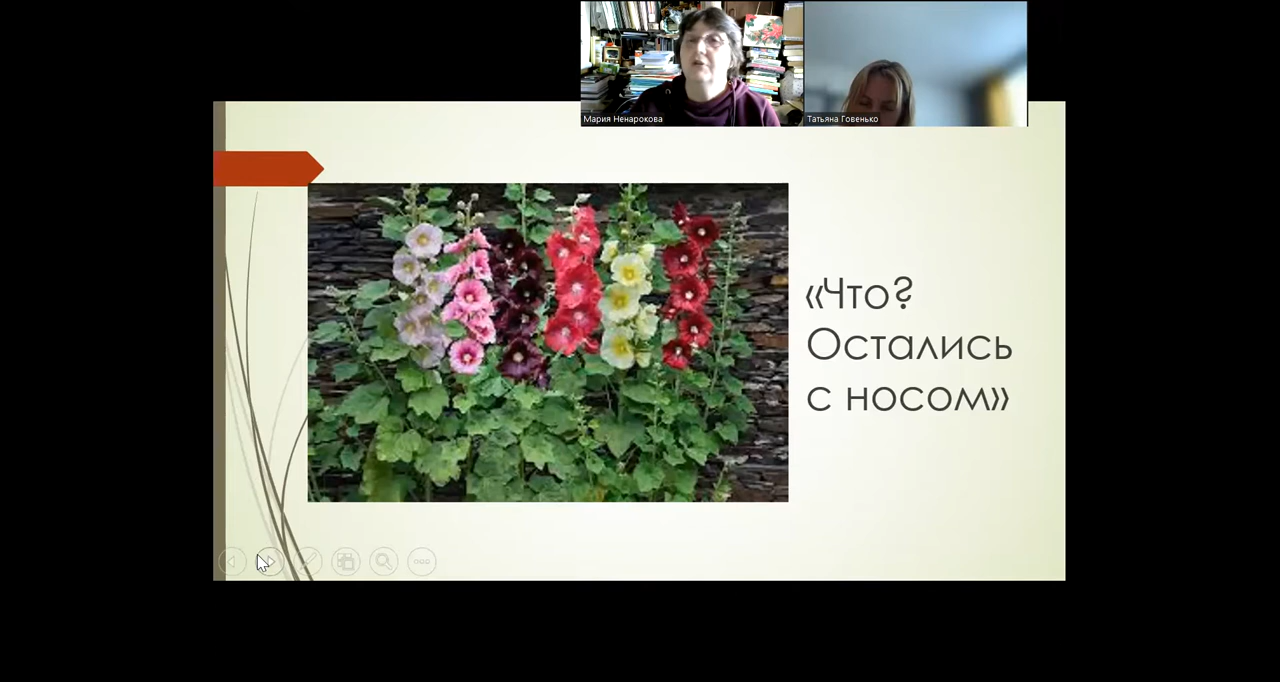 Мария Ненарокова
Татьяна Говенько
«Что?
Остались
с носом»